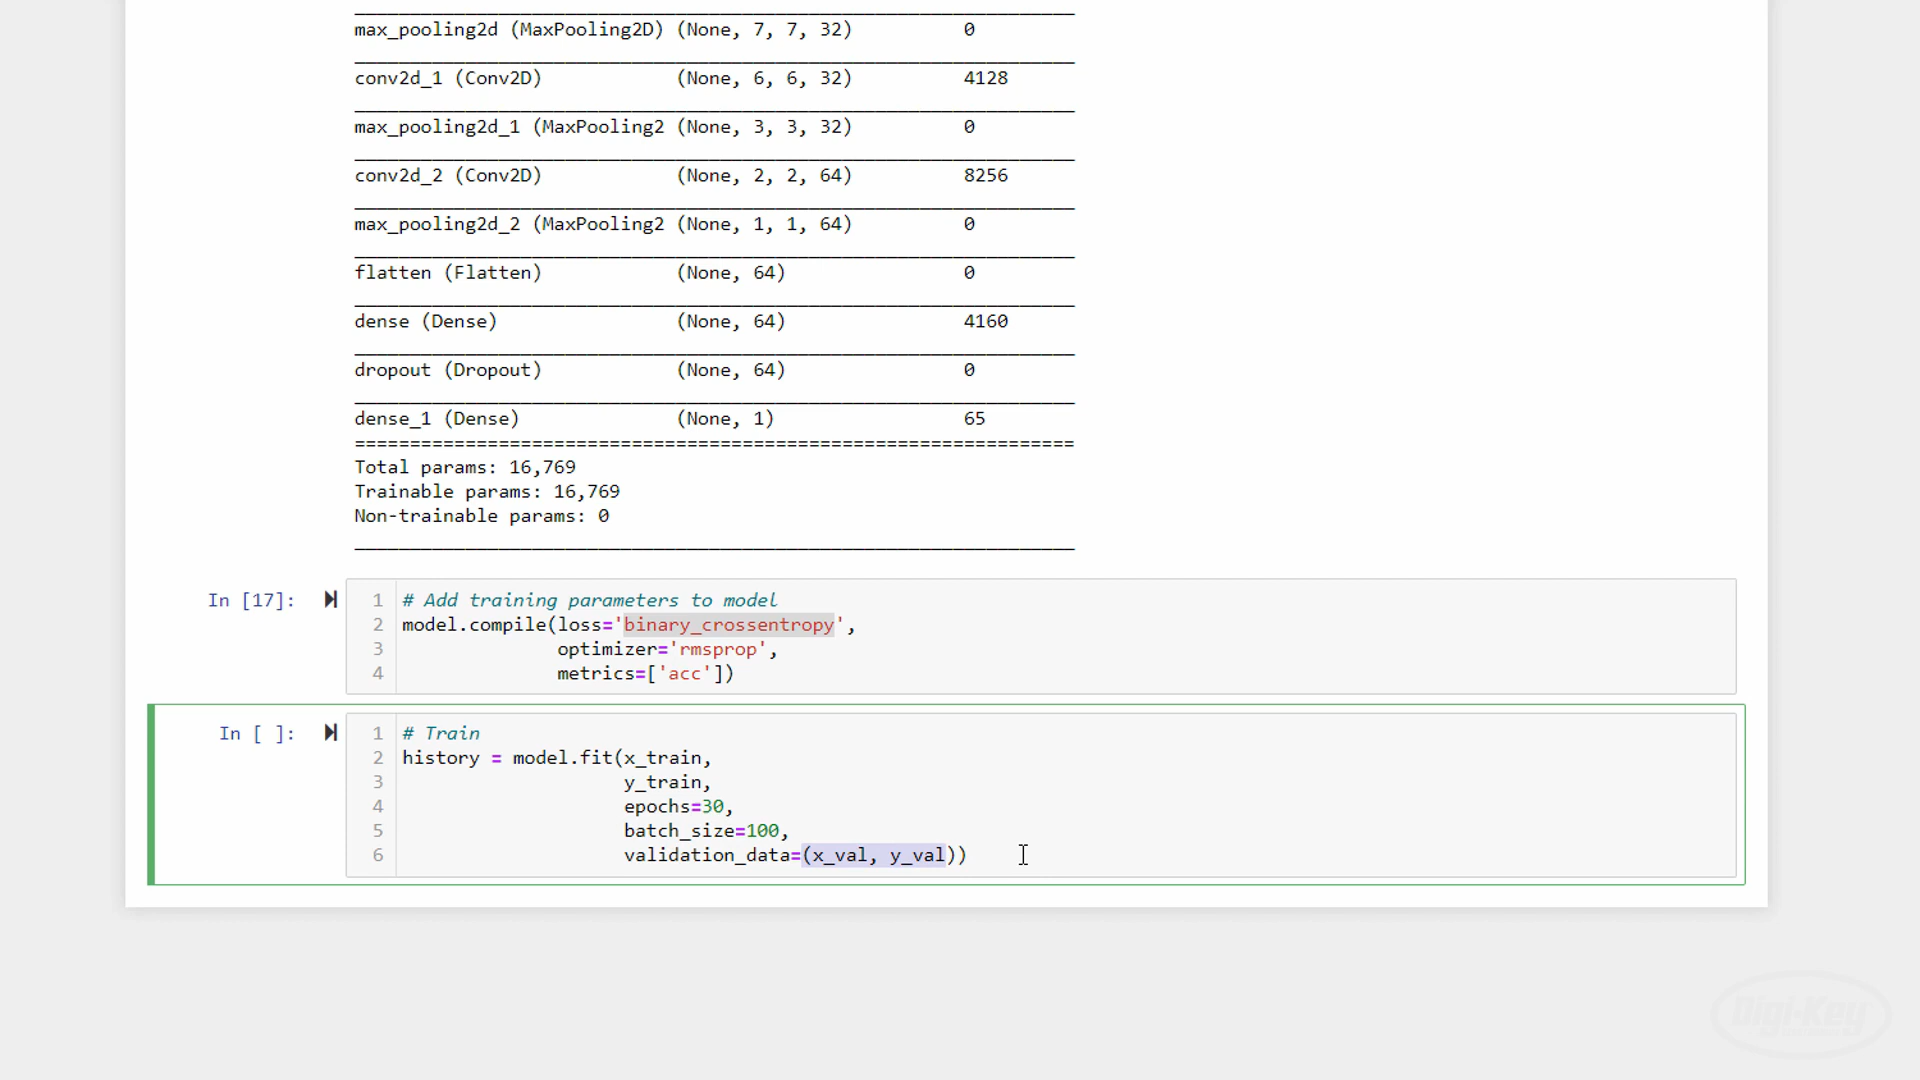 max_pooling2d (MaxPooling2D) (None, 7, 7, 32) 0
conv2d_1 (Conv2D) (None, 6, 6, 32) 4128
max_pooling2d_1 (MaxPooling2 (None, 3, 3, 32) 0
conv2d_2 (Conv2D) (None, 2, 2, 64) 8256
max_pooling2d_2 (MaxPooling2 (None, 1, 1, 64) 0
flatten (Flatten) (None, 64) 0
dense (Dense) (None, 64) 4160
dropout (Dropout) (None, 64) 0
dense_1 (Dense) (None, 1) 65
=================================================================
Total params: 16,769
Trainable params: 16,769
Non-trainable params: 0
In [17]: 1 # Add training parameters to model
2 model.compile(loss='binary_crossentropy',
3 optimizer='rmsprop',
4 metrics=['acc'])
In [ ]: 1 # Train
2 history = model.fit(x_train,
3 y_train,
4 epochs=30,
5 batch_size=100,
6 validation_data=(x_val, y_val))
Digi-Key